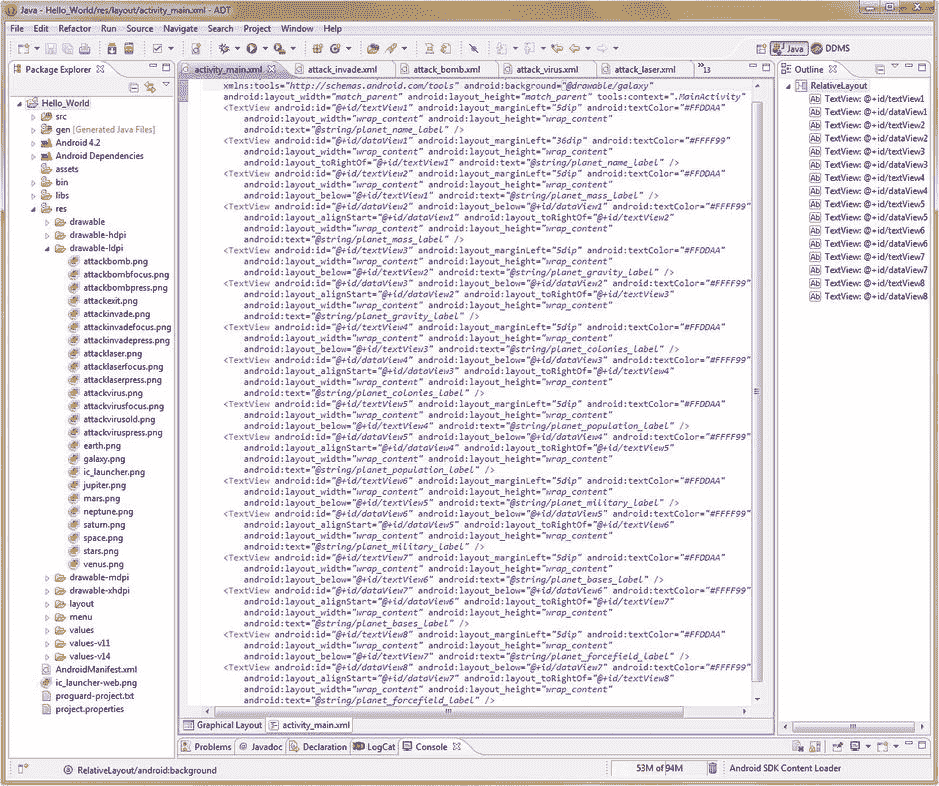 Java - Hello_World/res/layout/activity_main.xml - ADT
File Edit Refactor Run Source Navigate Search Project Window Help
Java DDMS
Package Explorer
Hello_World
src
gen [Generated Java Files]
Android 4.2
Android Dependencies
assets
bin
libs
res
drawable
drawable-hdpi
drawable-ldpi
attackbomb.png
attackbombfocus.png
attackbombpress.png
attackexit.png
attackinvade.png
attackinvadefocus.png
attackinvadepress.png
attacklaser.png
attacklaserfocus.png
attacklaserpress.png
attackvirus.png
attackvirusfocus.png
attackvirusold.png
attackviruspress.png
earth.png
galaxy.png
ic_launcher.png
jupiter.png
mars.png
neptune.png
saturn.png
space.png
stars.png
venus.png
drawable-mdpi
drawable-xhdpi
layout
menu
values
values-v11
values-v14
AndroidManifest.xml
ic_launcher-web.png
proguard-project.txt
project.properties
activity_main.xml attack_invade.xml attack_bomb.xml attack_virus.xml attack_laser.xml »13
xmlns:tools="http://schemas.android.com/tools" android:background="@drawable/galaxy"
android:layout_width="match_parent" android:layout_height="match_parent" tools:context=".MainActivity"
<TextView android:id="@+id/textView1" android:layout_marginLeft="5dip" android:textColor="#FFDDAA"
android:layout_width="wrap_content" android:layout_height="wrap_content"
android:text="@string/planet_name_label" />
<TextView android:id="@+id/dataView1" android:layout_marginLeft="36dip" android:textColor="#FFFF99"
android:layout_width="wrap_content" android:layout_height="wrap_content"
android:layout_toRightOf="@+id/textView1" android:text="@string/planet_name_label" />
<TextView android:id="@+id/textView2" android:layout_marginLeft="5dip" android:textColor="#FFDDAA"
android:layout_width="wrap_content" android:layout_height="wrap_content"
android:layout_below="@+id/textView1" android:text="@string/planet_mass_label" />
<TextView android:id="@+id/dataView2" android:layout_below="@+id/dataView1" android:textColor="#FFFF99"
android:layout_alignStart="@+id/dataView1" android:layout_toRightOf="@+id/textView2"
android:layout_width="wrap_content" android:layout_height="wrap_content"
android:text="@string/planet_mass_label" />
<TextView android:id="@+id/textView3" android:layout_marginLeft="5dip" android:textColor="#FFDDAA"
android:layout_width="wrap_content" android:layout_height="wrap_content"
android:layout_below="@+id/textView2" android:text="@string/planet_gravity_label" />
<TextView android:id="@+id/dataView3" android:layout_below="@+id/dataView2" android:textColor="#FFFF99"
android:layout_alignStart="@+id/dataView2" android:layout_toRightOf="@+id/textView3"
android:layout_width="wrap_content" android:layout_height="wrap_content"
android:text="@string/planet_gravity_label" />
<TextView android:id="@+id/textView4" android:layout_marginLeft="5dip" android:textColor="#FFDDAA"
android:layout_width="wrap_content" android:layout_height="wrap_content"
android:layout_below="@+id/textView3" android:text="@string/planet_colonies_label" />
<TextView android:id="@+id/dataView4" android:layout_below="@+id/dataView3" android:textColor="#FFFF99"
android:layout_alignStart="@+id/dataView3" android:layout_toRightOf="@+id/textView4"
android:layout_width="wrap_content" android:layout_height="wrap_content"
android:text="@string/planet_colonies_label" />
<TextView android:id="@+id/textView5" android:layout_marginLeft="5dip" android:textColor="#FFDDAA"
android:layout_width="wrap_content" android:layout_height="wrap_content"
android:layout_below="@+id/textView4" android:text="@string/planet_population_label" />
<TextView android:id="@+id/dataView5" android:layout_below="@+id/dataView4" android:textColor="#FFFF99"
android:layout_alignStart="@+id/dataView4" android:layout_toRightOf="@+id/textView5"
android:layout_width="wrap_content" android:layout_height="wrap_content"
android:text="@string/planet_population_label" />
<TextView android:id="@+id/textView6" android:layout_marginLeft="5dip" android:textColor="#FFDDAA"
android:layout_width="wrap_content" android:layout_height="wrap_content"
android:layout_below="@+id/textView5" android:text="@string/planet_military_label" />
<TextView android:id="@+id/dataView6" android:layout_below="@+id/dataView5" android:textColor="#FFFF99"
android:layout_alignStart="@+id/dataView5" android:layout_toRightOf="@+id/textView6"
android:layout_width="wrap_content" android:layout_height="wrap_content"
android:text="@string/planet_military_label" />
<TextView android:id="@+id/textView7" android:layout_marginLeft="5dip" android:textColor="#FFDDAA"
android:layout_width="wrap_content" android:layout_height="wrap_content"
android:layout_below="@+id/textView6" android:text="@string/planet_bases_label" />
<TextView android:id="@+id/dataView7" android:layout_below="@+id/dataView6" android:textColor="#FFFF99"
android:layout_alignStart="@+id/dataView6" android:layout_toRightOf="@+id/textView7"
android:layout_width="wrap_content" android:layout_height="wrap_content"
android:text="@string/planet_bases_label" />
<TextView android:id="@+id/textView8" android:layout_marginLeft="5dip" android:textColor="#FFDDAA"
android:layout_width="wrap_content" android:layout_height="wrap_content"
android:layout_below="@+id/textView7" android:text="@string/planet_forcefield_label" />
<TextView android:id="@+id/dataView8" android:layout_below="@+id/dataView7" android:textColor="#FFFF99"
android:layout_alignStart="@+id/dataView7" android:layout_toRightOf="@+id/textView8"
android:layout_width="wrap_content" android:layout_height="wrap_content"
android:text="@string/planet_forcefield_label" />
Graphical Layout activity_main.xml
Outline
RelativeLayout
Ab TextView: @+id/textView1
Ab TextView: @+id/dataView1
Ab TextView: @+id/textView2
Ab TextView: @+id/dataView2
Ab TextView: @+id/textView3
Ab TextView: @+id/dataView3
Ab TextView: @+id/textView4
Ab TextView: @+id/dataView4
Ab TextView: @+id/textView5
Ab TextView: @+id/dataView5
Ab TextView: @+id/textView6
Ab TextView: @+id/dataView6
Ab TextView: @+id/textView7
Ab TextView: @+id/dataView7
Ab TextView: @+id/textView8
Ab TextView: @+id/dataView8
Problems @ Javadoc Declaration LogCat Console
RelativeLayout/android:background 53M of 94M Android SDK Content Loader